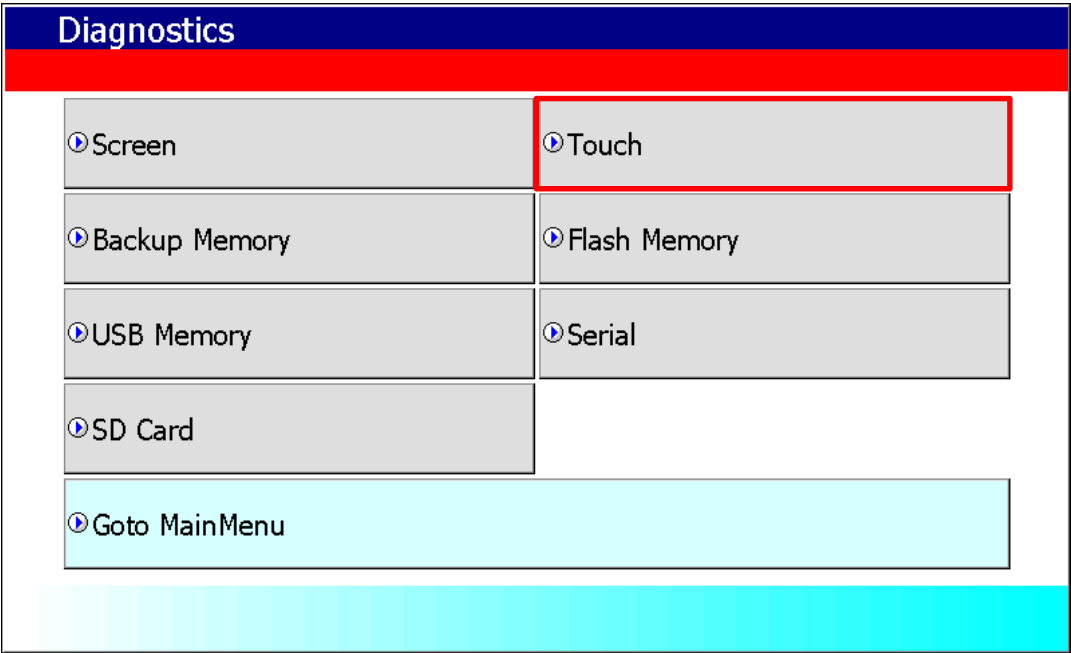 Diagnostics
Screen
Touch
Backup Memory
Flash Memory
USB Memory
Serial
SD Card
Goto MainMenu